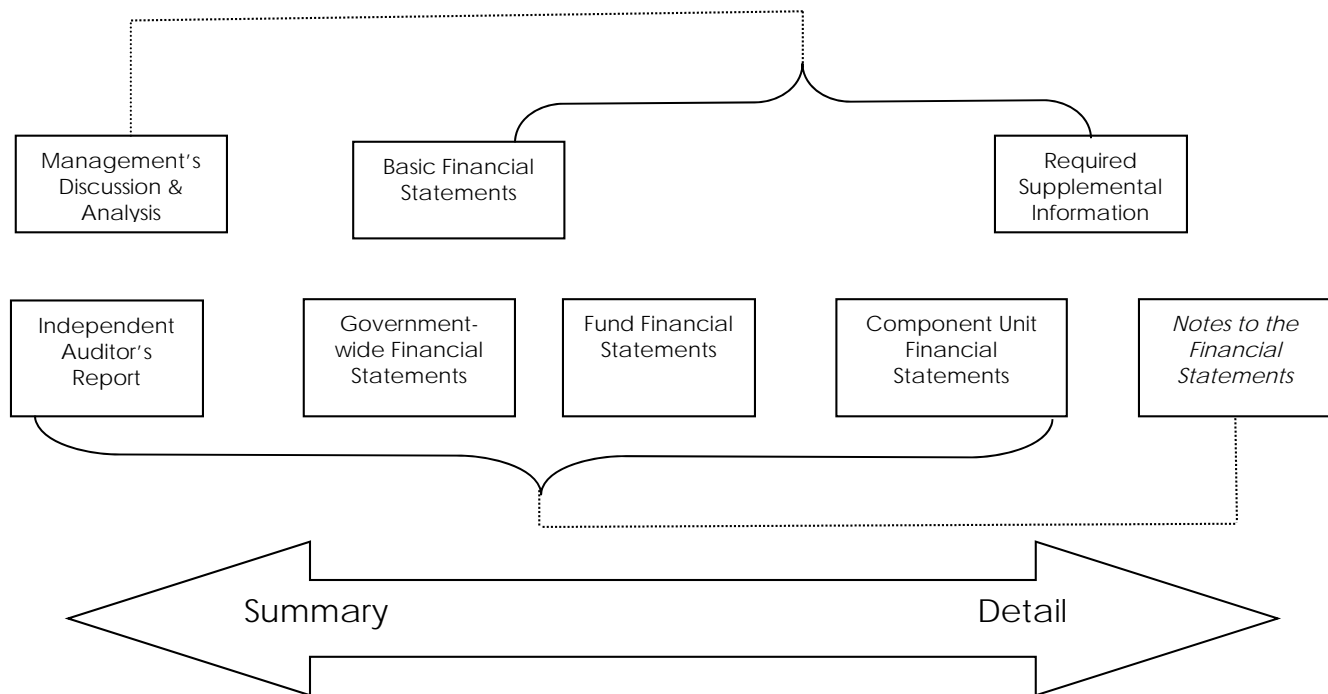 Management's
Discussion &
Analysis
Basic Financial
Statements
Required
Supplemental
Information
Independent
Auditor's
Report
Government-
wide Financial
Statements
Fund Financial
Statements
Component Unit
Financial
Statements
Notes to the
Financial
Statements
Summary
Detail